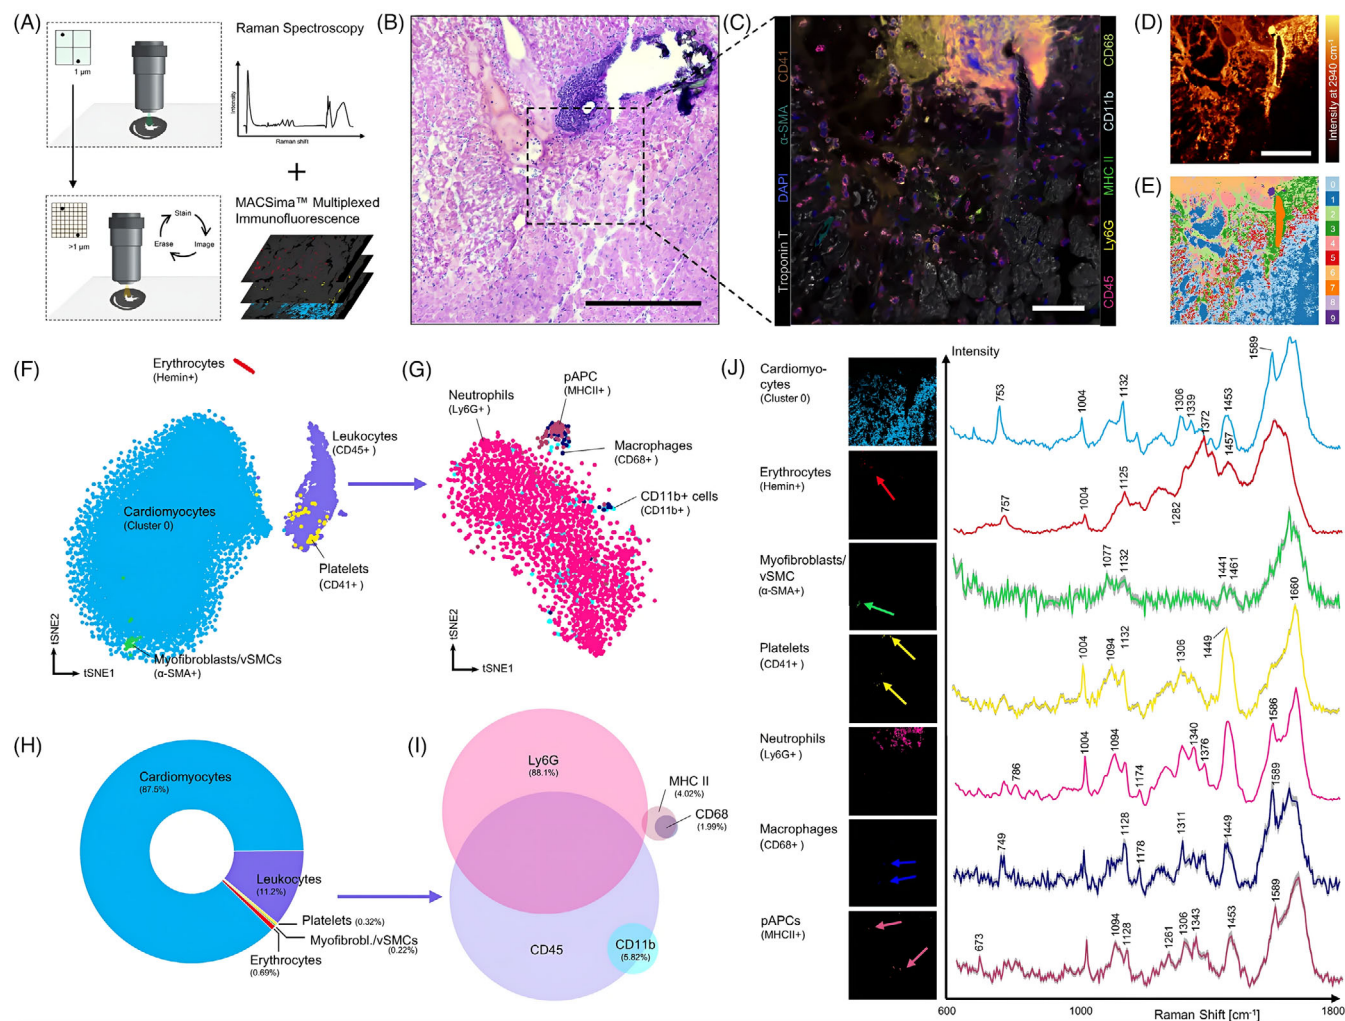 (A)
Raman Spectroscopy
1 µm
Intensity
Raman shift
+
MACSima™ Multiplexed
Immunofluorescence
>1 µm
Stain
Erase
Image
(B)
(C)
CD41
α-SMA
DAPI
Troponin T
CD68
CD11b
MHC II
Ly6G
CD45
(D)
Intensity at 2940 cm⁻¹
(E)
0
1
2
3
4
5
6
7
8
9
(F)
Erythrocytes
(Hemin+)
Leukocytes
(CD45+ )
Cardiomyocytes
(Cluster 0)
Platelets
(CD41+ )
Myofibroblasts/vSMCs
(α-SMA+)
tSNE2
tSNE1
(G)
Neutrophils
(Ly6G+ )
pAPC
(MHCII+)
Macrophages
(CD68+)
CD11b+ cells
(CD11b+ )
tSNE2
tSNE1
(H)
Cardiomyocytes
(87.5%)
Leukocytes
(11.2%)
Platelets (0.32%)
Myofibrobl./vSMCs
(0.22%)
Erythrocytes
(0.69%)
(I)
Ly6G
(88.1%)
MHC II
(4.02%)
CD68
(1.99%)
CD45
CD11b
(5.82%)
(J)
Intensity
Cardiomyo-
cytes
(Cluster 0)
753
1004
1132
1306
1339
1453
1589
Erythrocytes
(Hemin+)
757
1004
1125
1282
1372
1457
Myofibroblasts/
vSMC
(α-SMA+)
1077
1132
1441
1461
1660
Platelets
(CD41+ )
1004
1094
1132
1306
1449
Neutrophils
(Ly6G+)
786
1004
1094
1174
1340
1376
1586
Macrophages
(CD68+)
749
1128
1178
1311
1449
1589
pAPCs
(MHCII+)
673
1094
1128
1261
1306
1343
1453
1589
600
1000
Raman Shift [cm⁻¹]
1800